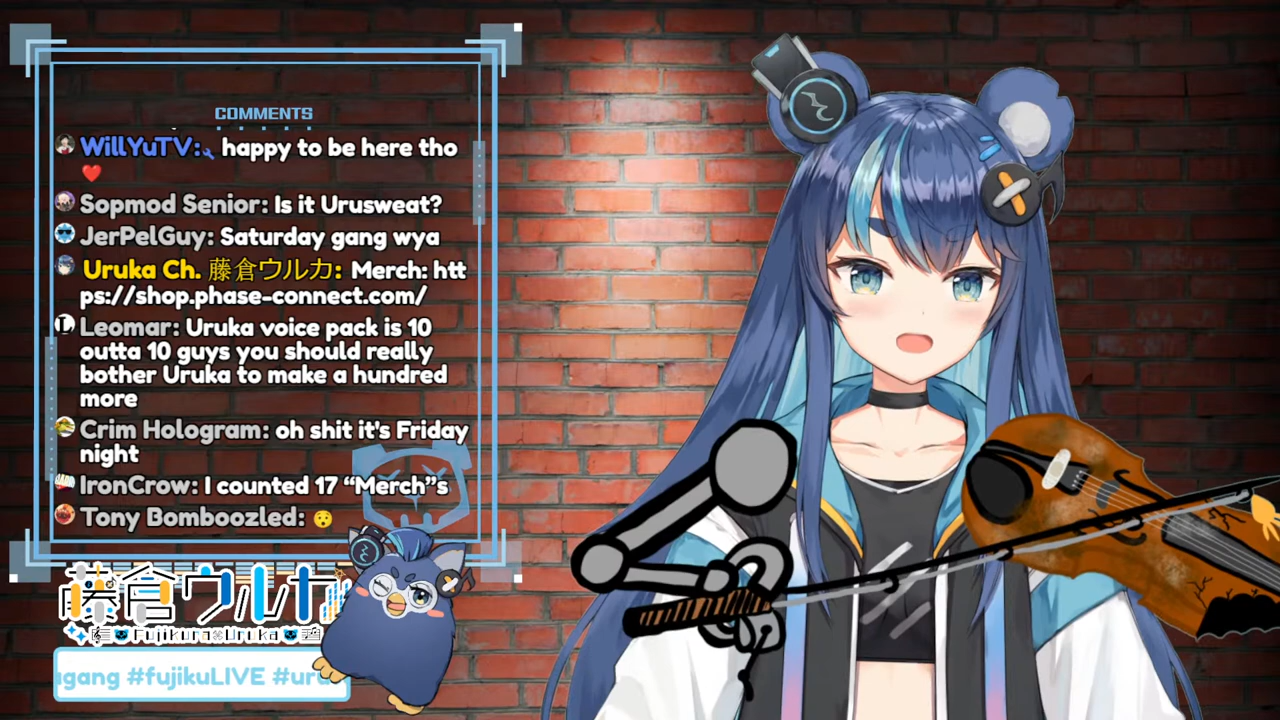 COMMENTS
WillYuTV: happy to be here tho
❤️
Sopmod Senior: Is it Urusweat?
JerPelGuy: Saturday gang wya
Uruka Ch. 藤倉ウルカ: Merch: htt
ps://shop.phase-connect.com/
Leomar: Uruka voice pack is 10
outta 10 guys you should really
bother Uruka to make a hundred
more
Crim Hologram: oh shit it's Friday
night
IronCrow: I counted 17 “Merch”s
Tony Bomboozled: 😯
藤倉ウルカ
Fujikura Uruka
gang #fujikuLIVE #uru